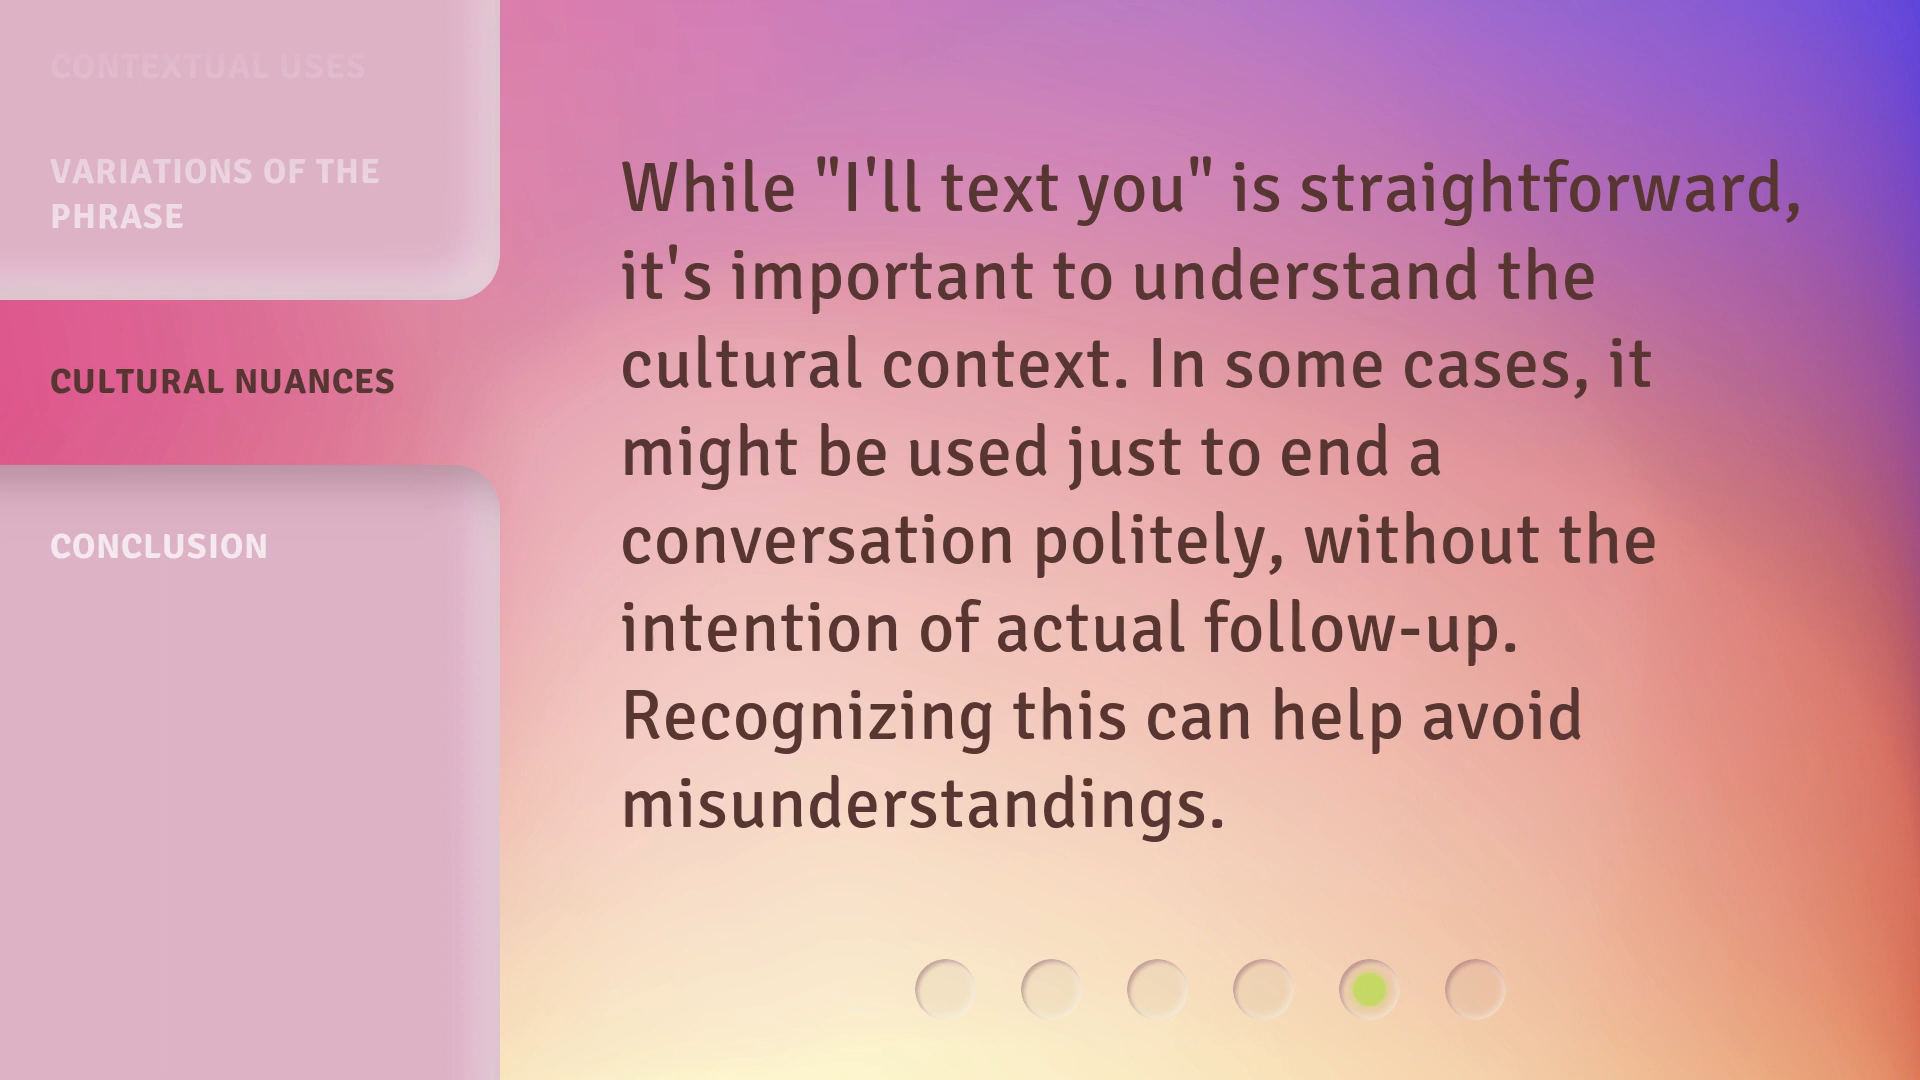 CONTEXTUAL USES
VARIATIONS OF THE
PHRASE
CULTURAL NUANCES
CONCLUSION
While "I'll text you" is straightforward,
it's important to understand the
cultural context. In some cases, it
might be used just to end a
conversation politely, without the
intention of actual follow-up.
Recognizing this can help avoid
misunderstandings.